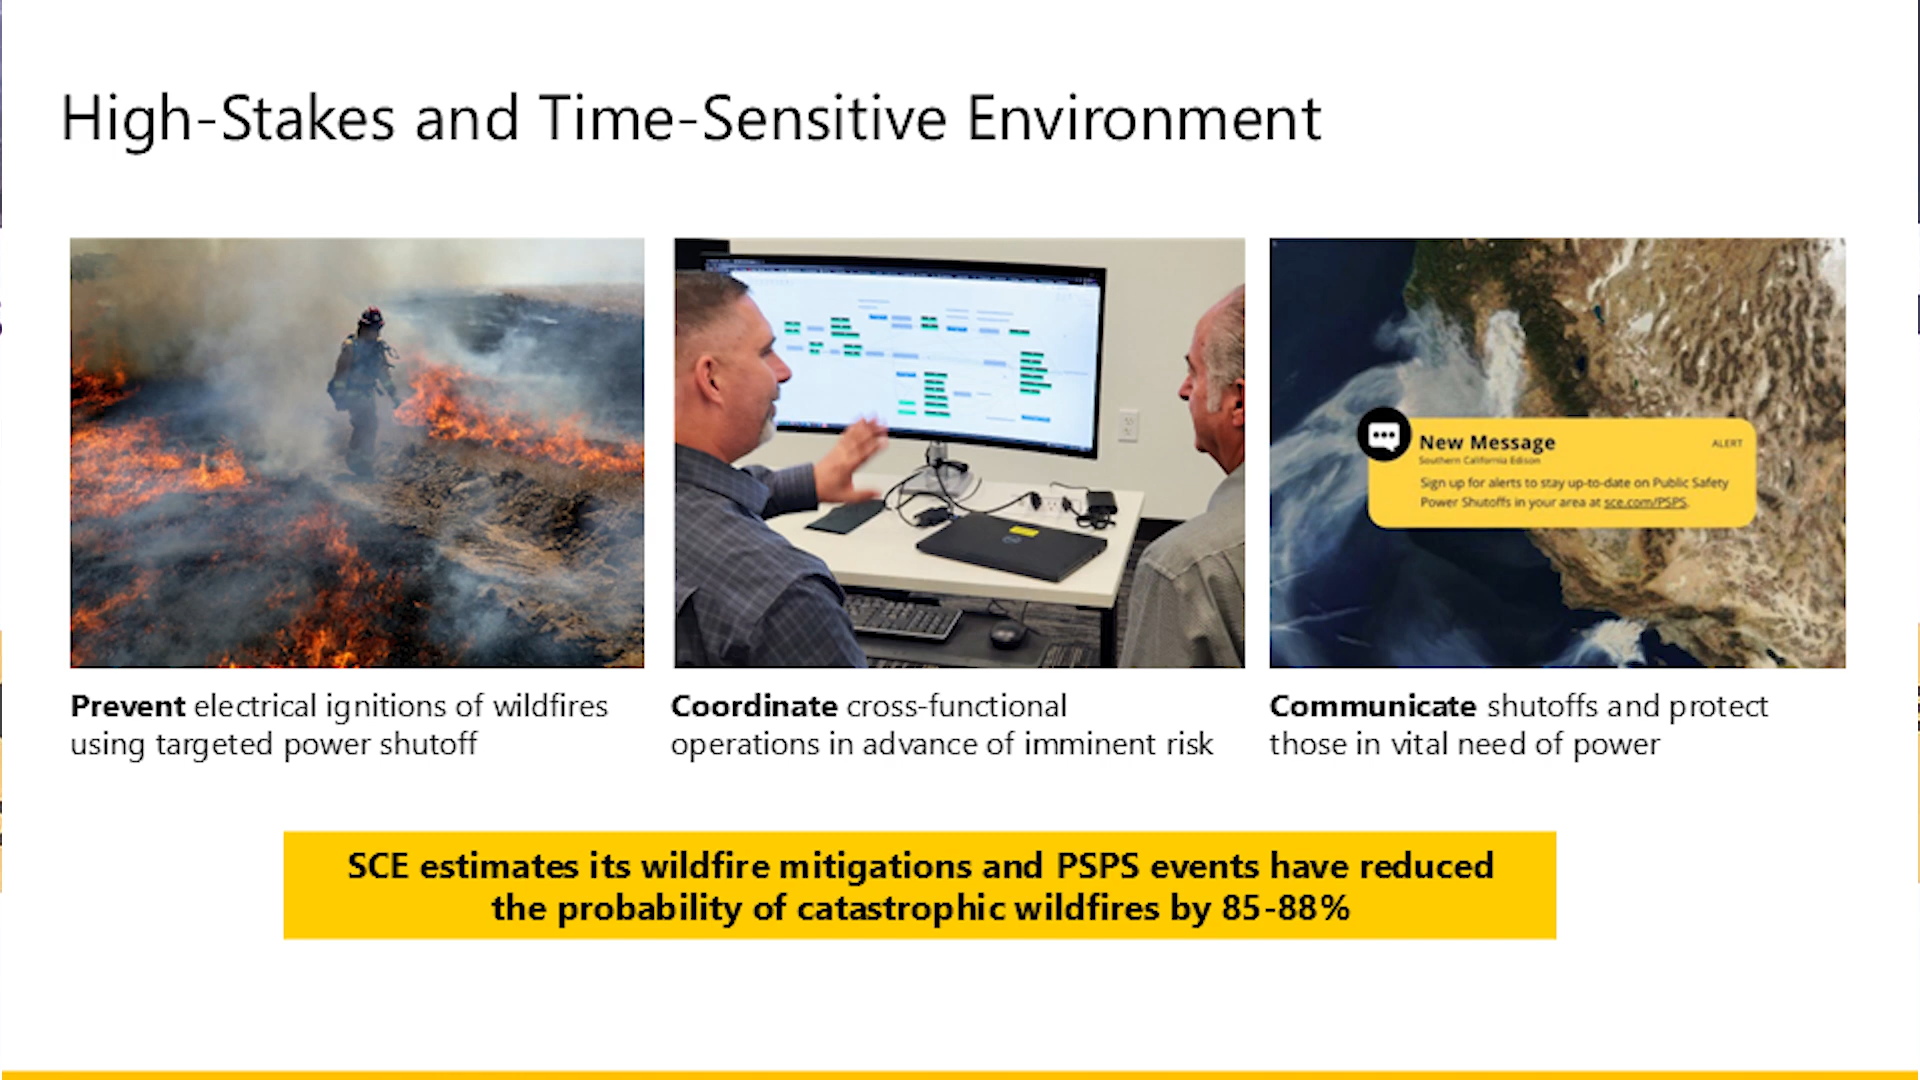 High-Stakes and Time-Sensitive Environment
New Message
ALERT
Southern California Edison
Sign up for alerts to stay up-to-date on Public Safety
Power Shutoffs in your area at sce.com/PSPS.
Prevent electrical ignitions of wildfires
using targeted power shutoff
Coordinate cross-functional
operations in advance of imminent risk
Communicate shutoffs and protect
those in vital need of power
SCE estimates its wildfire mitigations and PSPS events have reduced
the probability of catastrophic wildfires by 85-88%